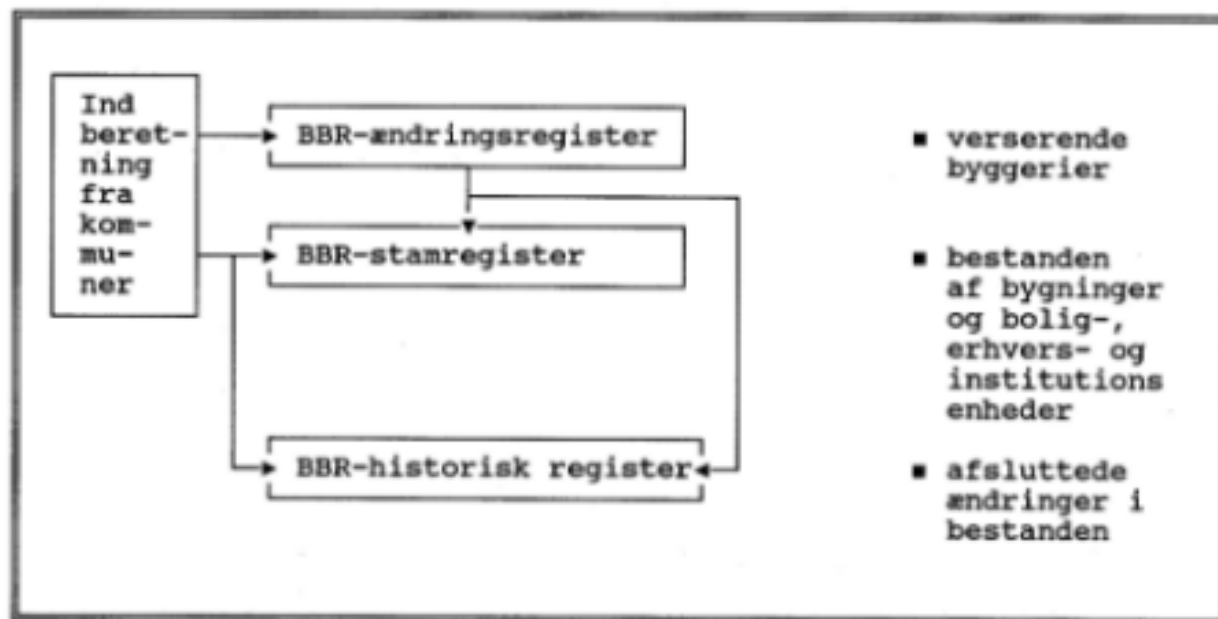 Ind
beret-
ning
fra
kom-
mu-
ner
BBR-ændringsregister
BBR-stamregister
BBR-historisk register
■ verserende
byggerier
■ bestanden
af bygninger
og bolig-,
erhvers- og
institutions
enheder
■ afsluttede
ændringer i
bestanden